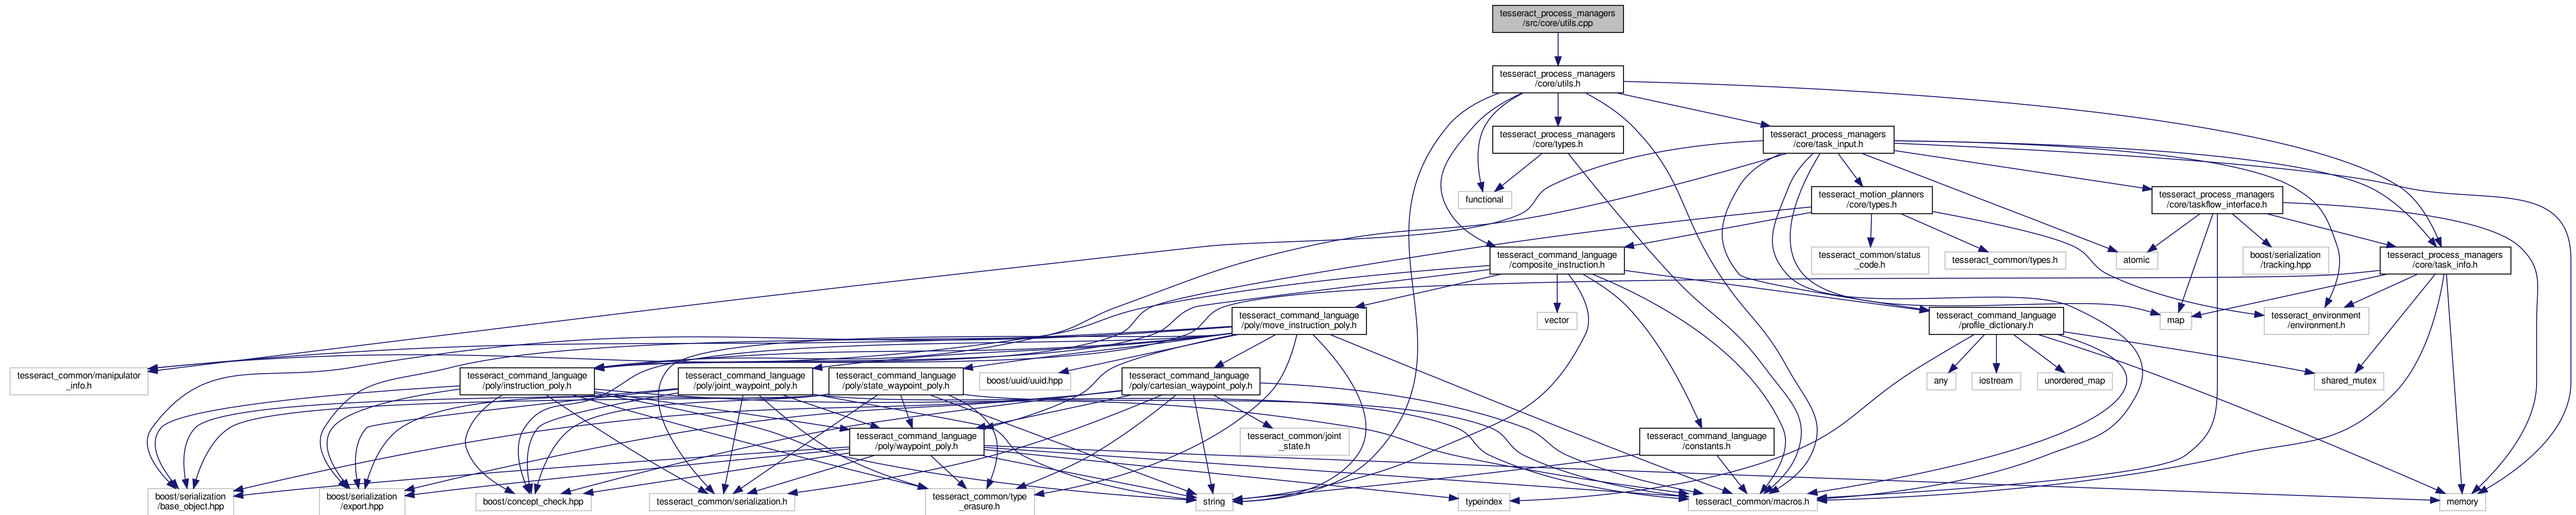 tesseract_process_managers
/src/core/utils.cpp
tesseract_process_managers
/core/utils.h
tesseract_process_managers
/core/types.h
tesseract_process_managers
/core/task_input.h
functional
tesseract_motion_planners
/core/types.h
tesseract_process_managers
/core/taskflow_interface.h
tesseract_command_language
/composite_instruction.h
tesseract_common/status
_code.h
tesseract_common/types.h
atomic
boost/serialization
/tracking.hpp
tesseract_process_managers
/core/task_info.h
tesseract_command_language
/poly/move_instruction_poly.h
vector
tesseract_command_language
/profile_dictionary.h
map
tesseract_environment
/environment.h
tesseract_common/manipulator
_info.h
tesseract_command_language
/poly/instruction_poly.h
tesseract_command_language
/poly/joint_waypoint_poly.h
tesseract_command_language
/poly/state_waypoint_poly.h
boost/uuid/uuid.hpp
tesseract_command_language
/poly/cartesian_waypoint_poly.h
any
iostream
unordered_map
shared_mutex
tesseract_command_language
/poly/waypoint_poly.h
tesseract_common/joint
_state.h
tesseract_command_language
/constants.h
boost/serialization
/base_object.hpp
boost/serialization
/export.hpp
boost/concept_check.hpp
tesseract_common/serialization.h
tesseract_common/type
_erasure.h
string
typeindex
tesseract_common/macros.h
memory